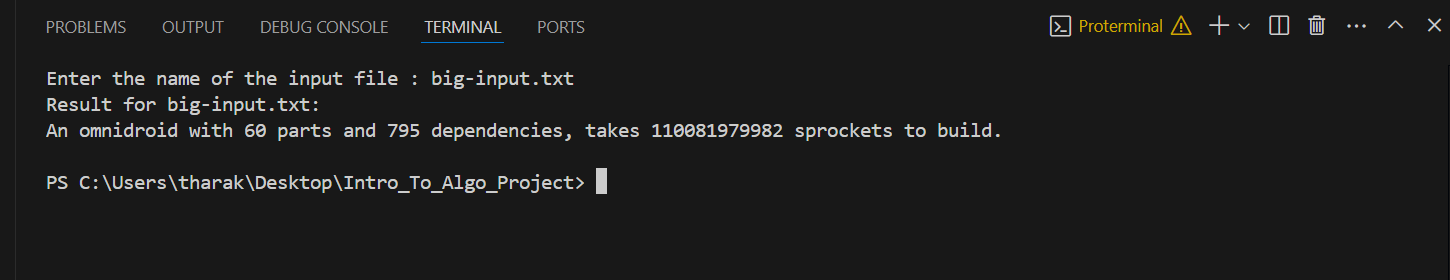 PROBLEMS OUTPUT DEBUG CONSOLE TERMINAL PORTS Proterminal
Enter the name of the input file : big-input.txt
Result for big-input.txt:
An omnidroid with 60 parts and 795 dependencies, takes 110081979982 sprockets to build.
PS C:\Users\tharak\Desktop\Intro_To_Algo_Project>